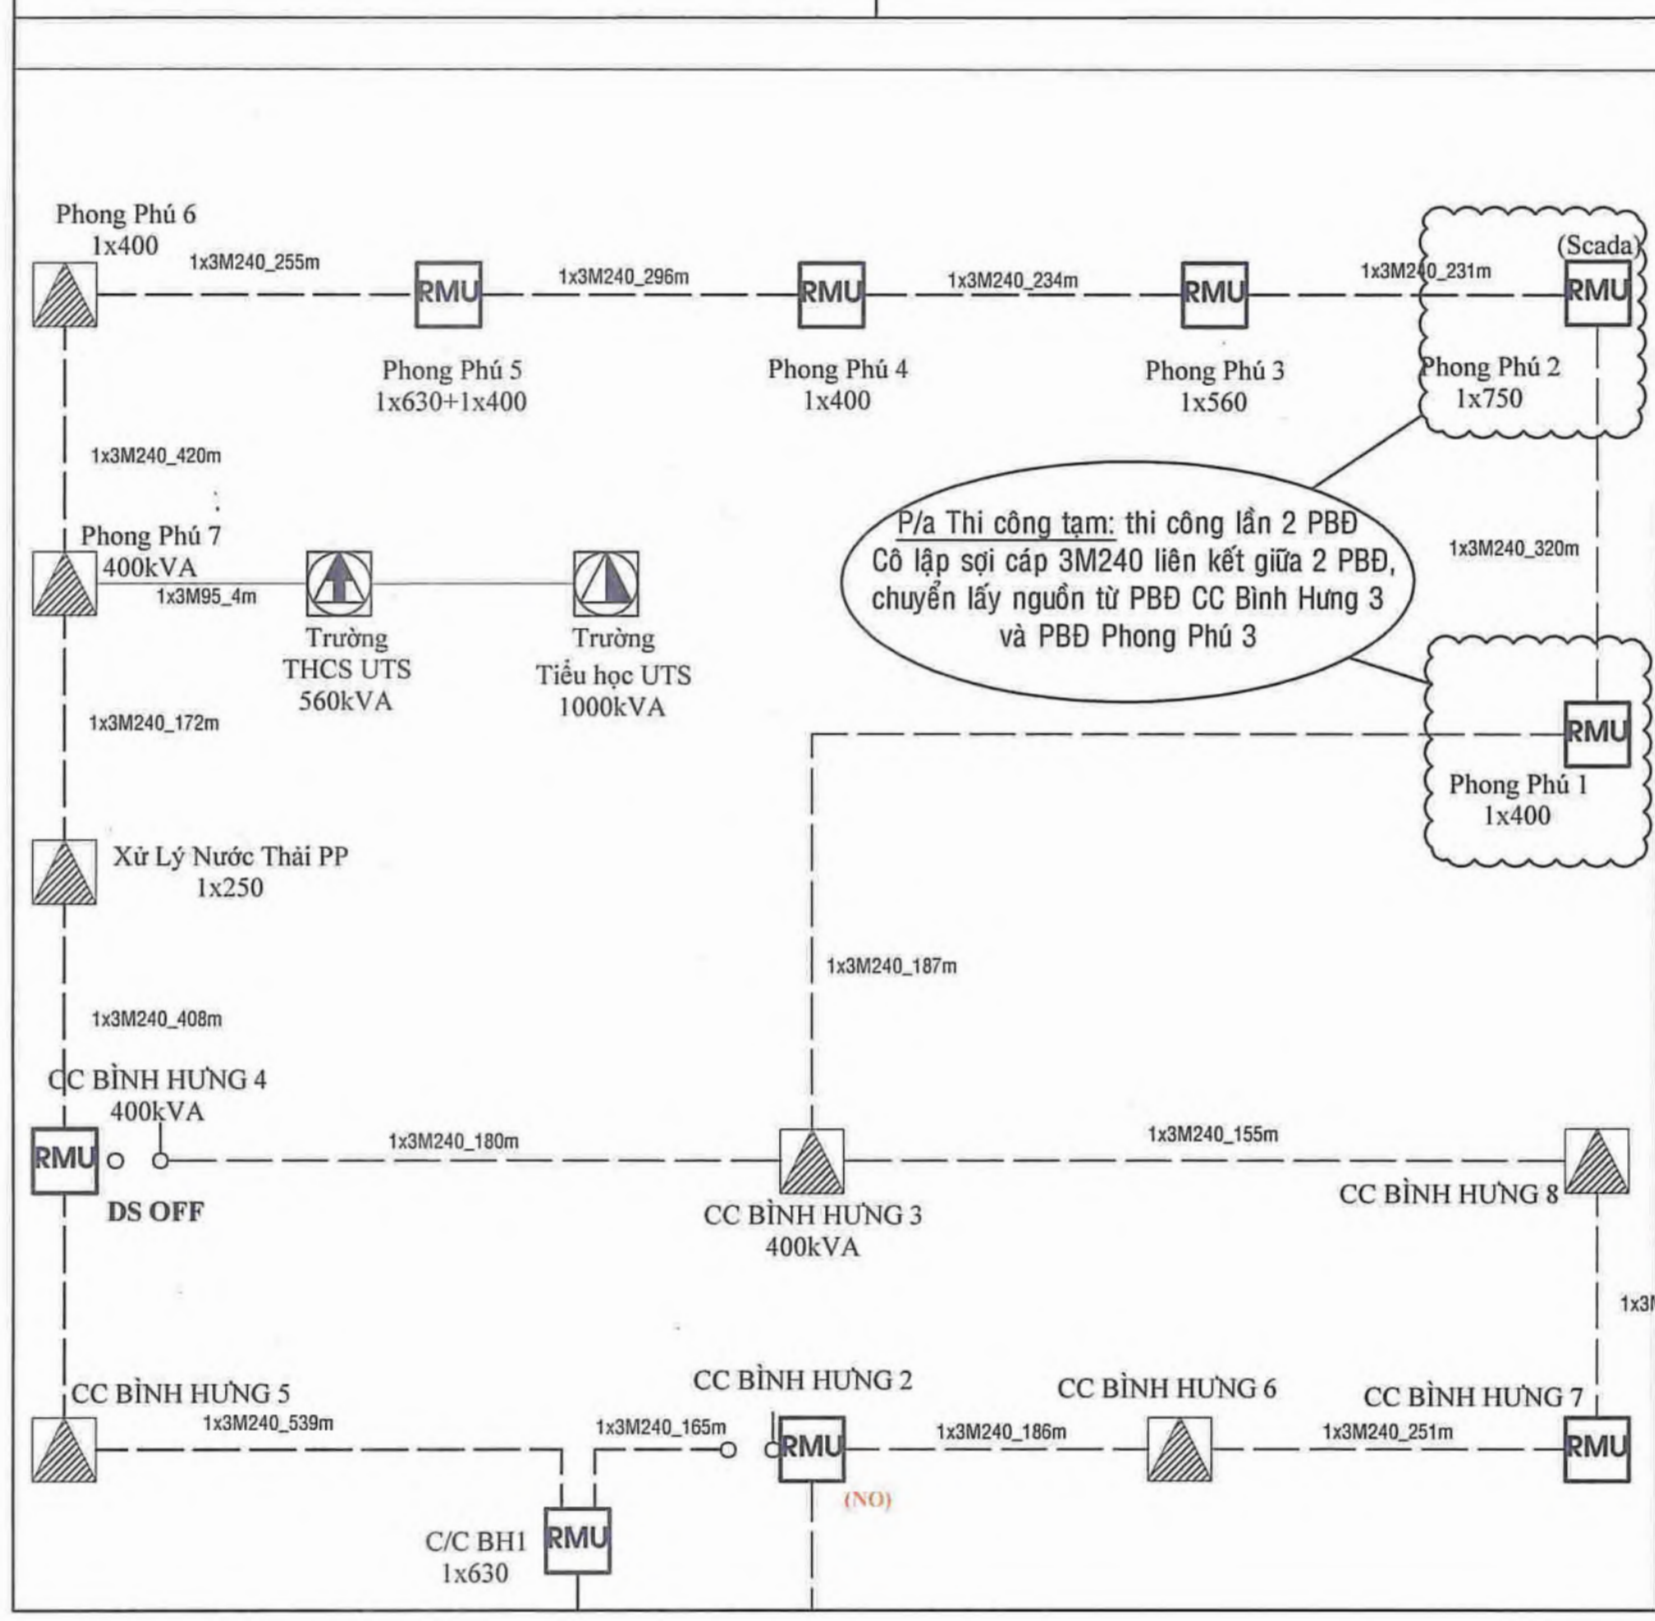 Phong Phú 6
1x400
1x3M240_255m
RMU
1x3M240_296m
RMU
1x3M240_234m
RMU
1x3M240_231m
(Scada)
RMU
Phong Phú 5
1x630+1x400
Phong Phú 4
1x400
Phong Phú 3
1x560
Phong Phú 2
1x750
1x3M240_420m
P/a Thi công tạm: thi công lần 2 PBĐ
Cô lập sợi cáp 3M240 liên kết giữa 2 PBĐ,
chuyển lấy nguồn từ PBĐ CC Bình Hưng 3
và PBĐ Phong Phú 3
1x3M240_320m
Phong Phú 7
400kVA
1x3M95_4m
Trường
THCS UTS
560kVA
Trường
Tiểu học UTS
1000kVA
1x3M240_172m
RMU
Phong Phú 1
1x400
Xử Lý Nước Thải PP
1x250
1x3M240_187m
1x3M240_408m
CC BÌNH HƯNG 4
400kVA
RMU
DS OFF
1x3M240_180m
CC BÌNH HƯNG 3
400kVA
1x3M240_155m
CC BÌNH HƯNG 8
1x3
CC BÌNH HƯNG 5
1x3M240_539m
1x3M240_165m
CC BÌNH HƯNG 2
RMU
(NO)
1x3M240_186m
CC BÌNH HƯNG 6
1x3M240_251m
CC BÌNH HƯNG 7
RMU
C/C BH1
1x630
RMU